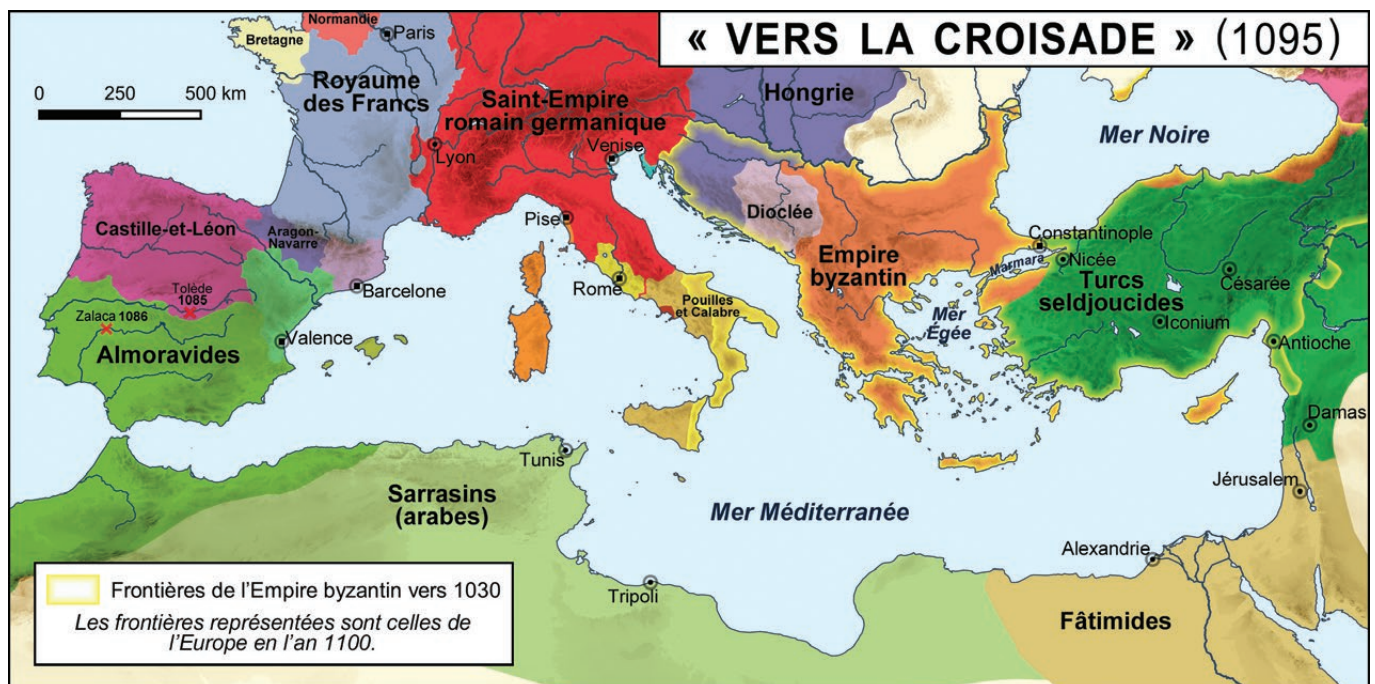 « VERS LA CROISADE » (1095)
Normandie
Paris
Bretagne
Royaume
des Francs
0 250 500 km
Saint-Empire
romain germanique
Hongrie
Mer Noire
Lyon
Venise
Castille-et-Léon
Aragon-
Navarre
Pise
Dioclée
Constantinople
Marmara
Nicée
Empire
byzantin
Turcs
seldjoucides
Césarée
Tolède
1085
Barcelone
Rome
Pouilles
et Calabre
Mer
Égée
Iconium
Zalaca 1086
Almoravides
Valence
Antioche
Damas
Tunis
Jérusalem
Sarrasins
(arabes)
Mer Méditerranée
Alexandrie
Tripoli
Fâtimides
Frontières de l’Empire byzantin vers 1030
Les frontières représentées sont celles de
l’Europe en l’an 1100.